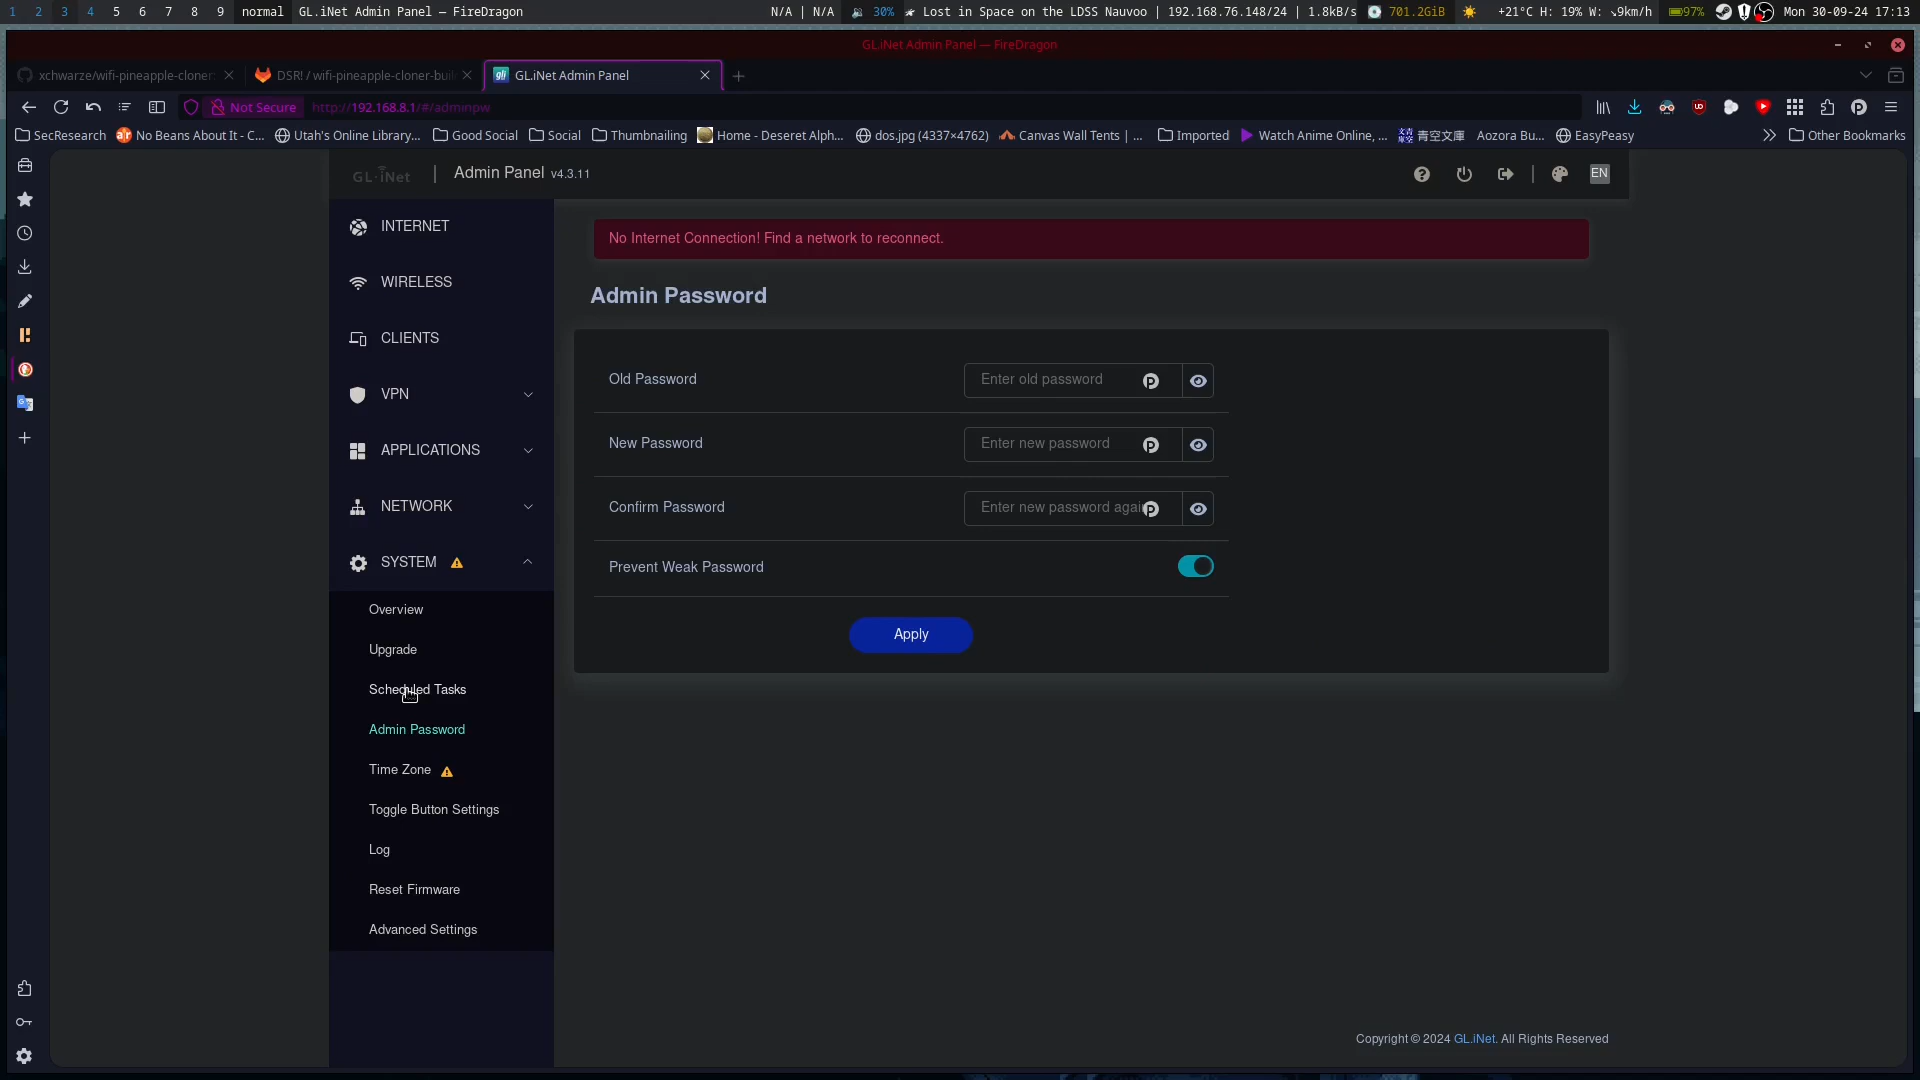 1 2 3 4 5 6 7 8 9 normal GL.iNet Admin Panel — FireDragon N/A | N/A 30% Lost in Space on the LDSS Nauvoo | 192.168.76.148/24 | 1.8kB/s 701.2GiB +21°C H: 19% W: ↘9km/h 97% Mon 30-09-24 17:13
GL.iNet Admin Panel — FireDragon
xchwarze/wifi-pineapple-cloner: DSR! / wifi-pineapple-cloner-buil gli GL.iNet Admin Panel
Not Secure http://192.168.8.1/#/adminpw
SecResearch No Beans About It - C... Utah's Online Library... Good Social Social Thumbnailing Home - Deseret Alph... dos.jpg (4337×4762) Canvas Wall Tents | ... Imported Watch Anime Online, ... 青空文庫 Aozora Bu... EasyPeasy Other Bookmarks
GL·iNet | Admin Panel v4.3.11 EN
INTERNET
No Internet Connection! Find a network to reconnect.
WIRELESS
Admin Password
CLIENTS
Old Password Enter old password
VPN
New Password Enter new password
APPLICATIONS
Confirm Password Enter new password again
NETWORK
Prevent Weak Password
SYSTEM
Overview
Apply
Upgrade
Scheduled Tasks
Admin Password
Time Zone
Toggle Button Settings
Log
Reset Firmware
Advanced Settings
Copyright © 2024 GL.iNet. All Rights Reserved